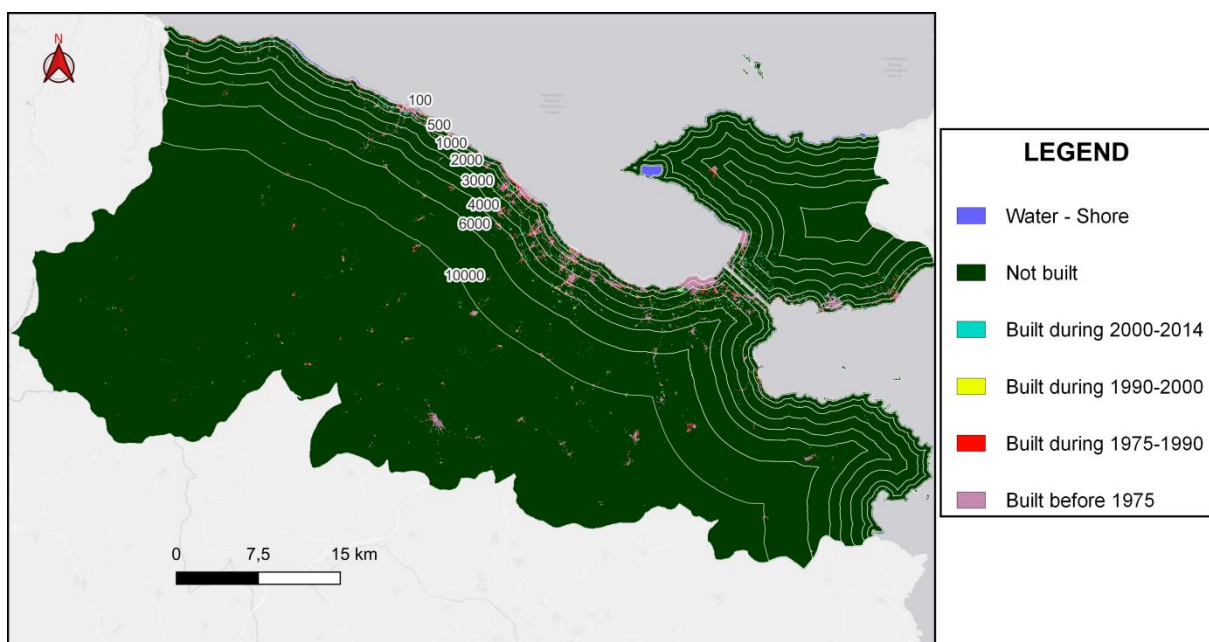 N
100
500
1000
2000
3000
4000
6000
10000
0 7,5 15 km
LEGEND
Water - Shore
Not built
Built during 2000-2014
Built during 1990-2000
Built during 1975-1990
Built before 1975